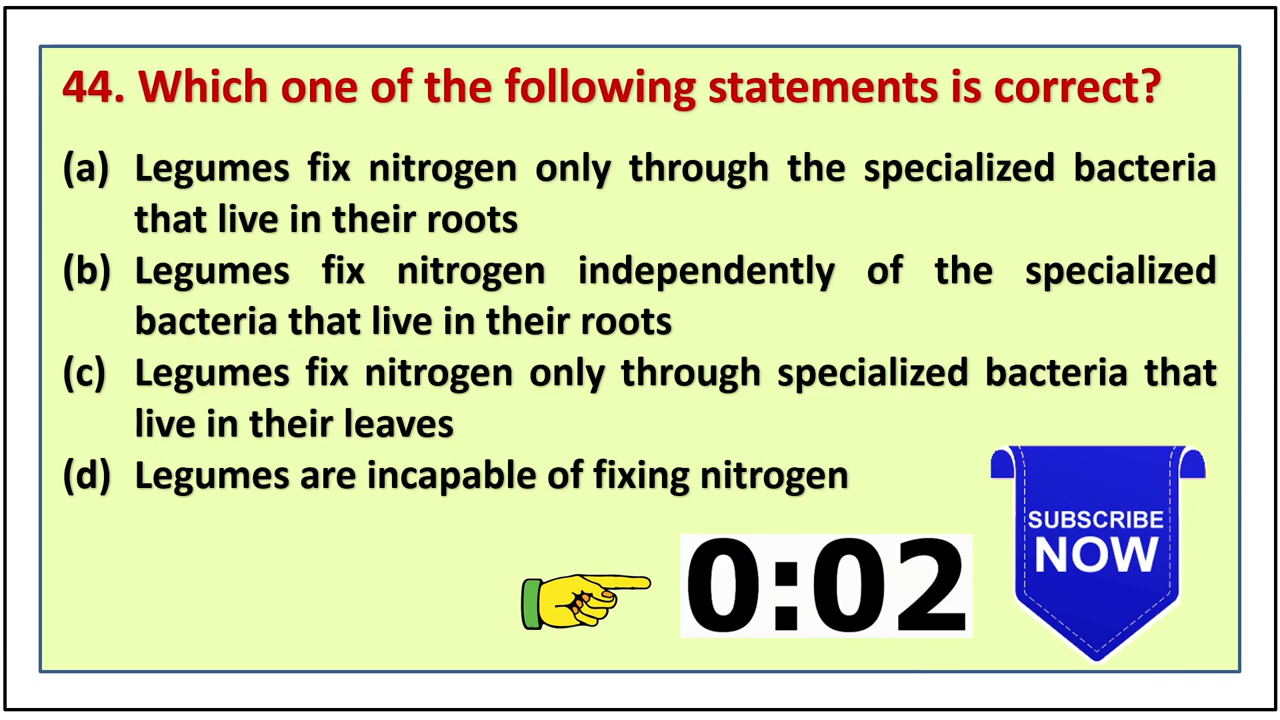 44. Which one of the following statements is correct?
(a) Legumes fix nitrogen only through the specialized bacteria
that live in their roots
(b) Legumes fix nitrogen independently of the specialized
bacteria that live in their roots
(c) Legumes fix nitrogen only through specialized bacteria that
live in their leaves
(d) Legumes are incapable of fixing nitrogen
SUBSCRIBE
NOW
0:02